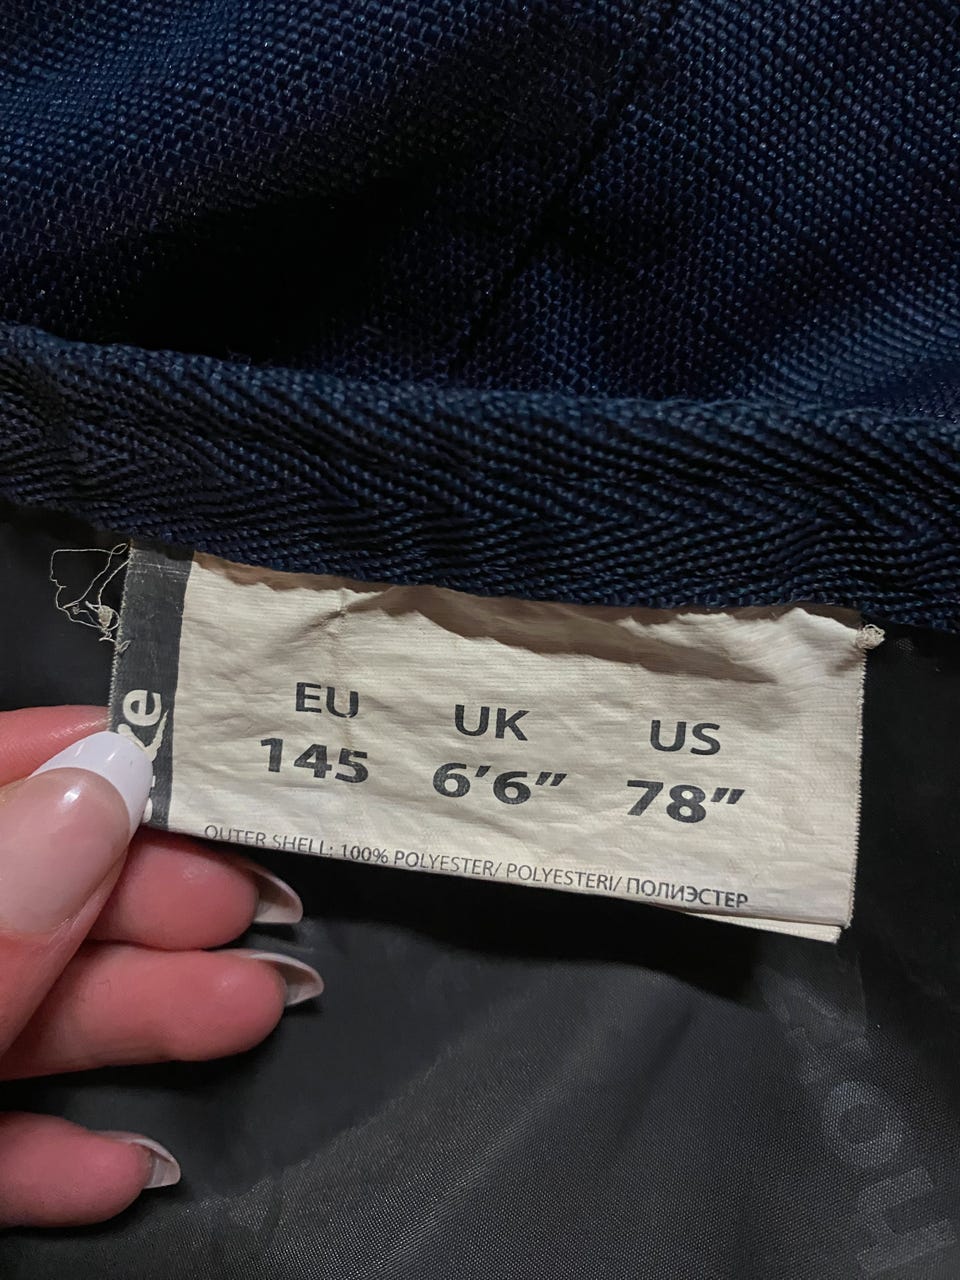 EU UK US
145 6'6" 78"
OUTER SHELL: 100% POLYESTER/ POLYESTERI/ ПОЛИЭСТЕР